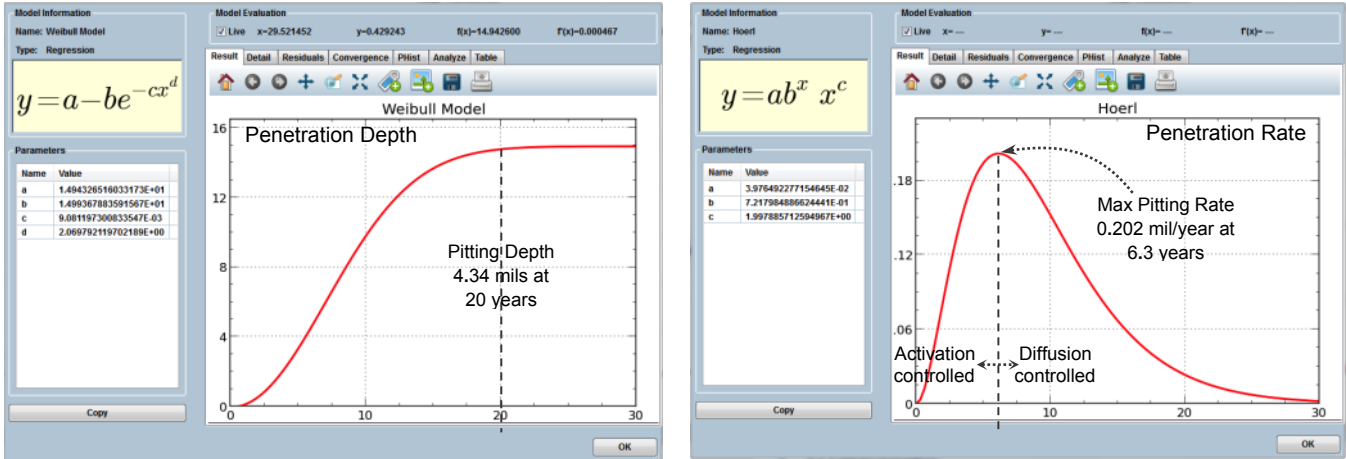 Model Information
Name: Weibull Model
Type: Regression
y=a−be^{−cx^d}
Parameters
Name Value
a 1.494326516033173E+01
b 1.499367883591567E+01
c 9.081197300833547E-03
d 2.069792119702189E+00
Copy
Model Evaluation
Live x=29.521452 y=0.429243 f(x)=14.942600 f'(x)=0.000467
Result Detail Residuals Convergence PHist Analyze Table
Weibull Model
Penetration Depth
16
12
8
4
0
Pitting Depth
4.34 mils at
20 years
0 10 20 30
OK
Model Information
Name: Hoerl
Type: Regression
y=ab^x x^c
Parameters
Name Value
a 3.976492277154645E-02
b 7.217984886624441E-01
c 1.997885712594967E+00
Copy
Model Evaluation
Live x= --- y= --- f(x)= --- f'(x)= ---
Result Detail Residuals Convergence PHist Analyze Table
Hoerl
Penetration Rate
.18
.12
.06
0
Max Pitting Rate
0.202 mil/year at
6.3 years
Activation
controlled
Diffusion
controlled
0 10 20 30
OK